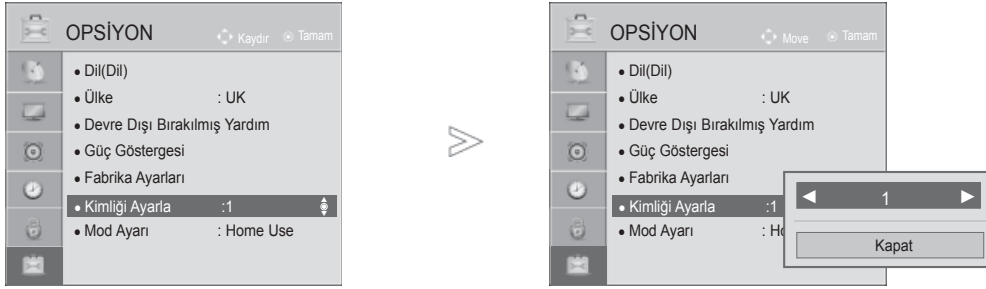 OPSİYON Kaydır Tamam
• Dil(Dil)
• Ülke : UK
• Devre Dışı Bırakılmış Yardım
• Güç Göstergesi
• Fabrika Ayarları
• Kimliği Ayarla :1
• Mod Ayarı : Home Use
OPSİYON Move Tamam
• Dil(Dil)
• Ülke : UK
• Devre Dışı Bırakılmış Yardım
• Güç Göstergesi
• Fabrika Ayarları
• Kimliği Ayarla :1
• Mod Ayarı : Ho
◄ 1 ►
Kapat